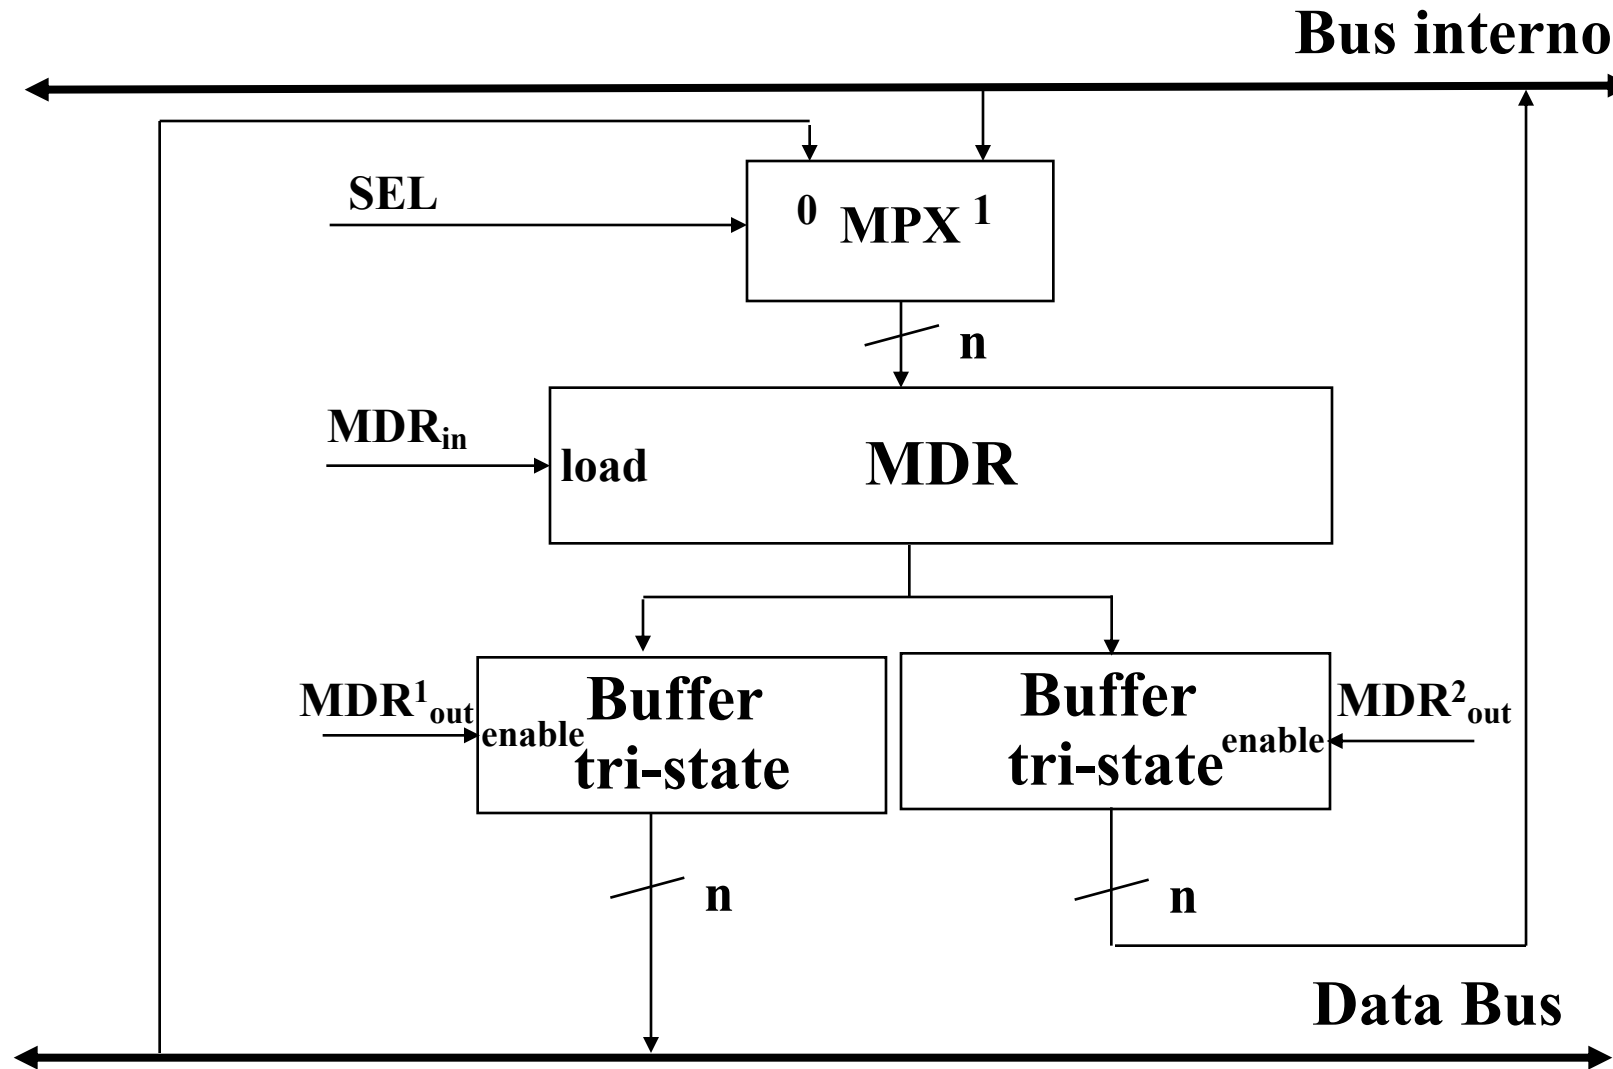 Bus interno
SEL
0 MPX 1
n
MDRin
load
MDR
MDR1out
enable
Buffer
tri-state
Buffer
tri-state
enable
MDR2out
n
n
Data Bus